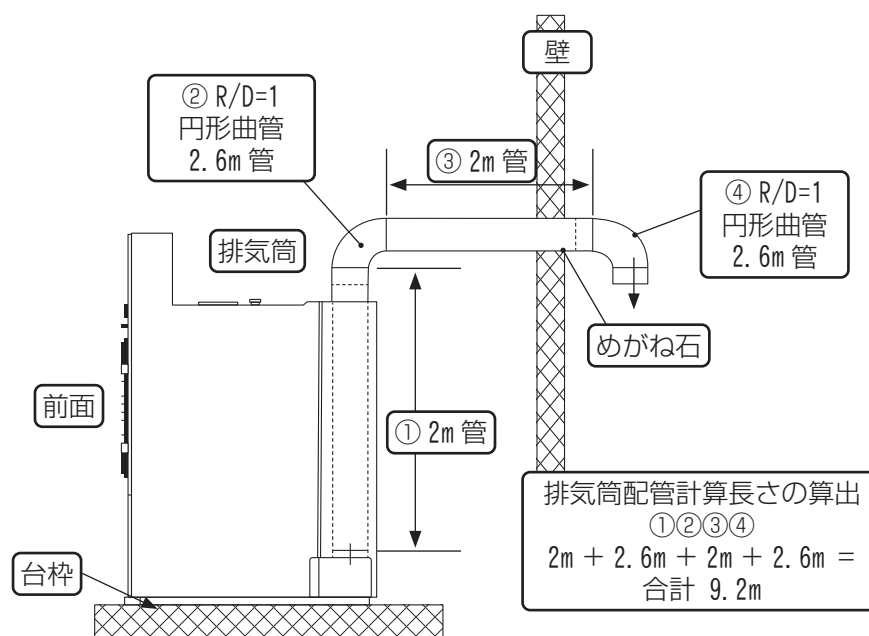 壁
② R/D=1
円形曲管
2.6m 管
③ 2m 管
④ R/D=1
円形曲管
2.6m 管
排気筒
めがね石
前面
① 2m 管
排気筒配管計算長さの算出
①②③④
2m + 2.6m + 2m + 2.6m =
合計 9.2m
台枠